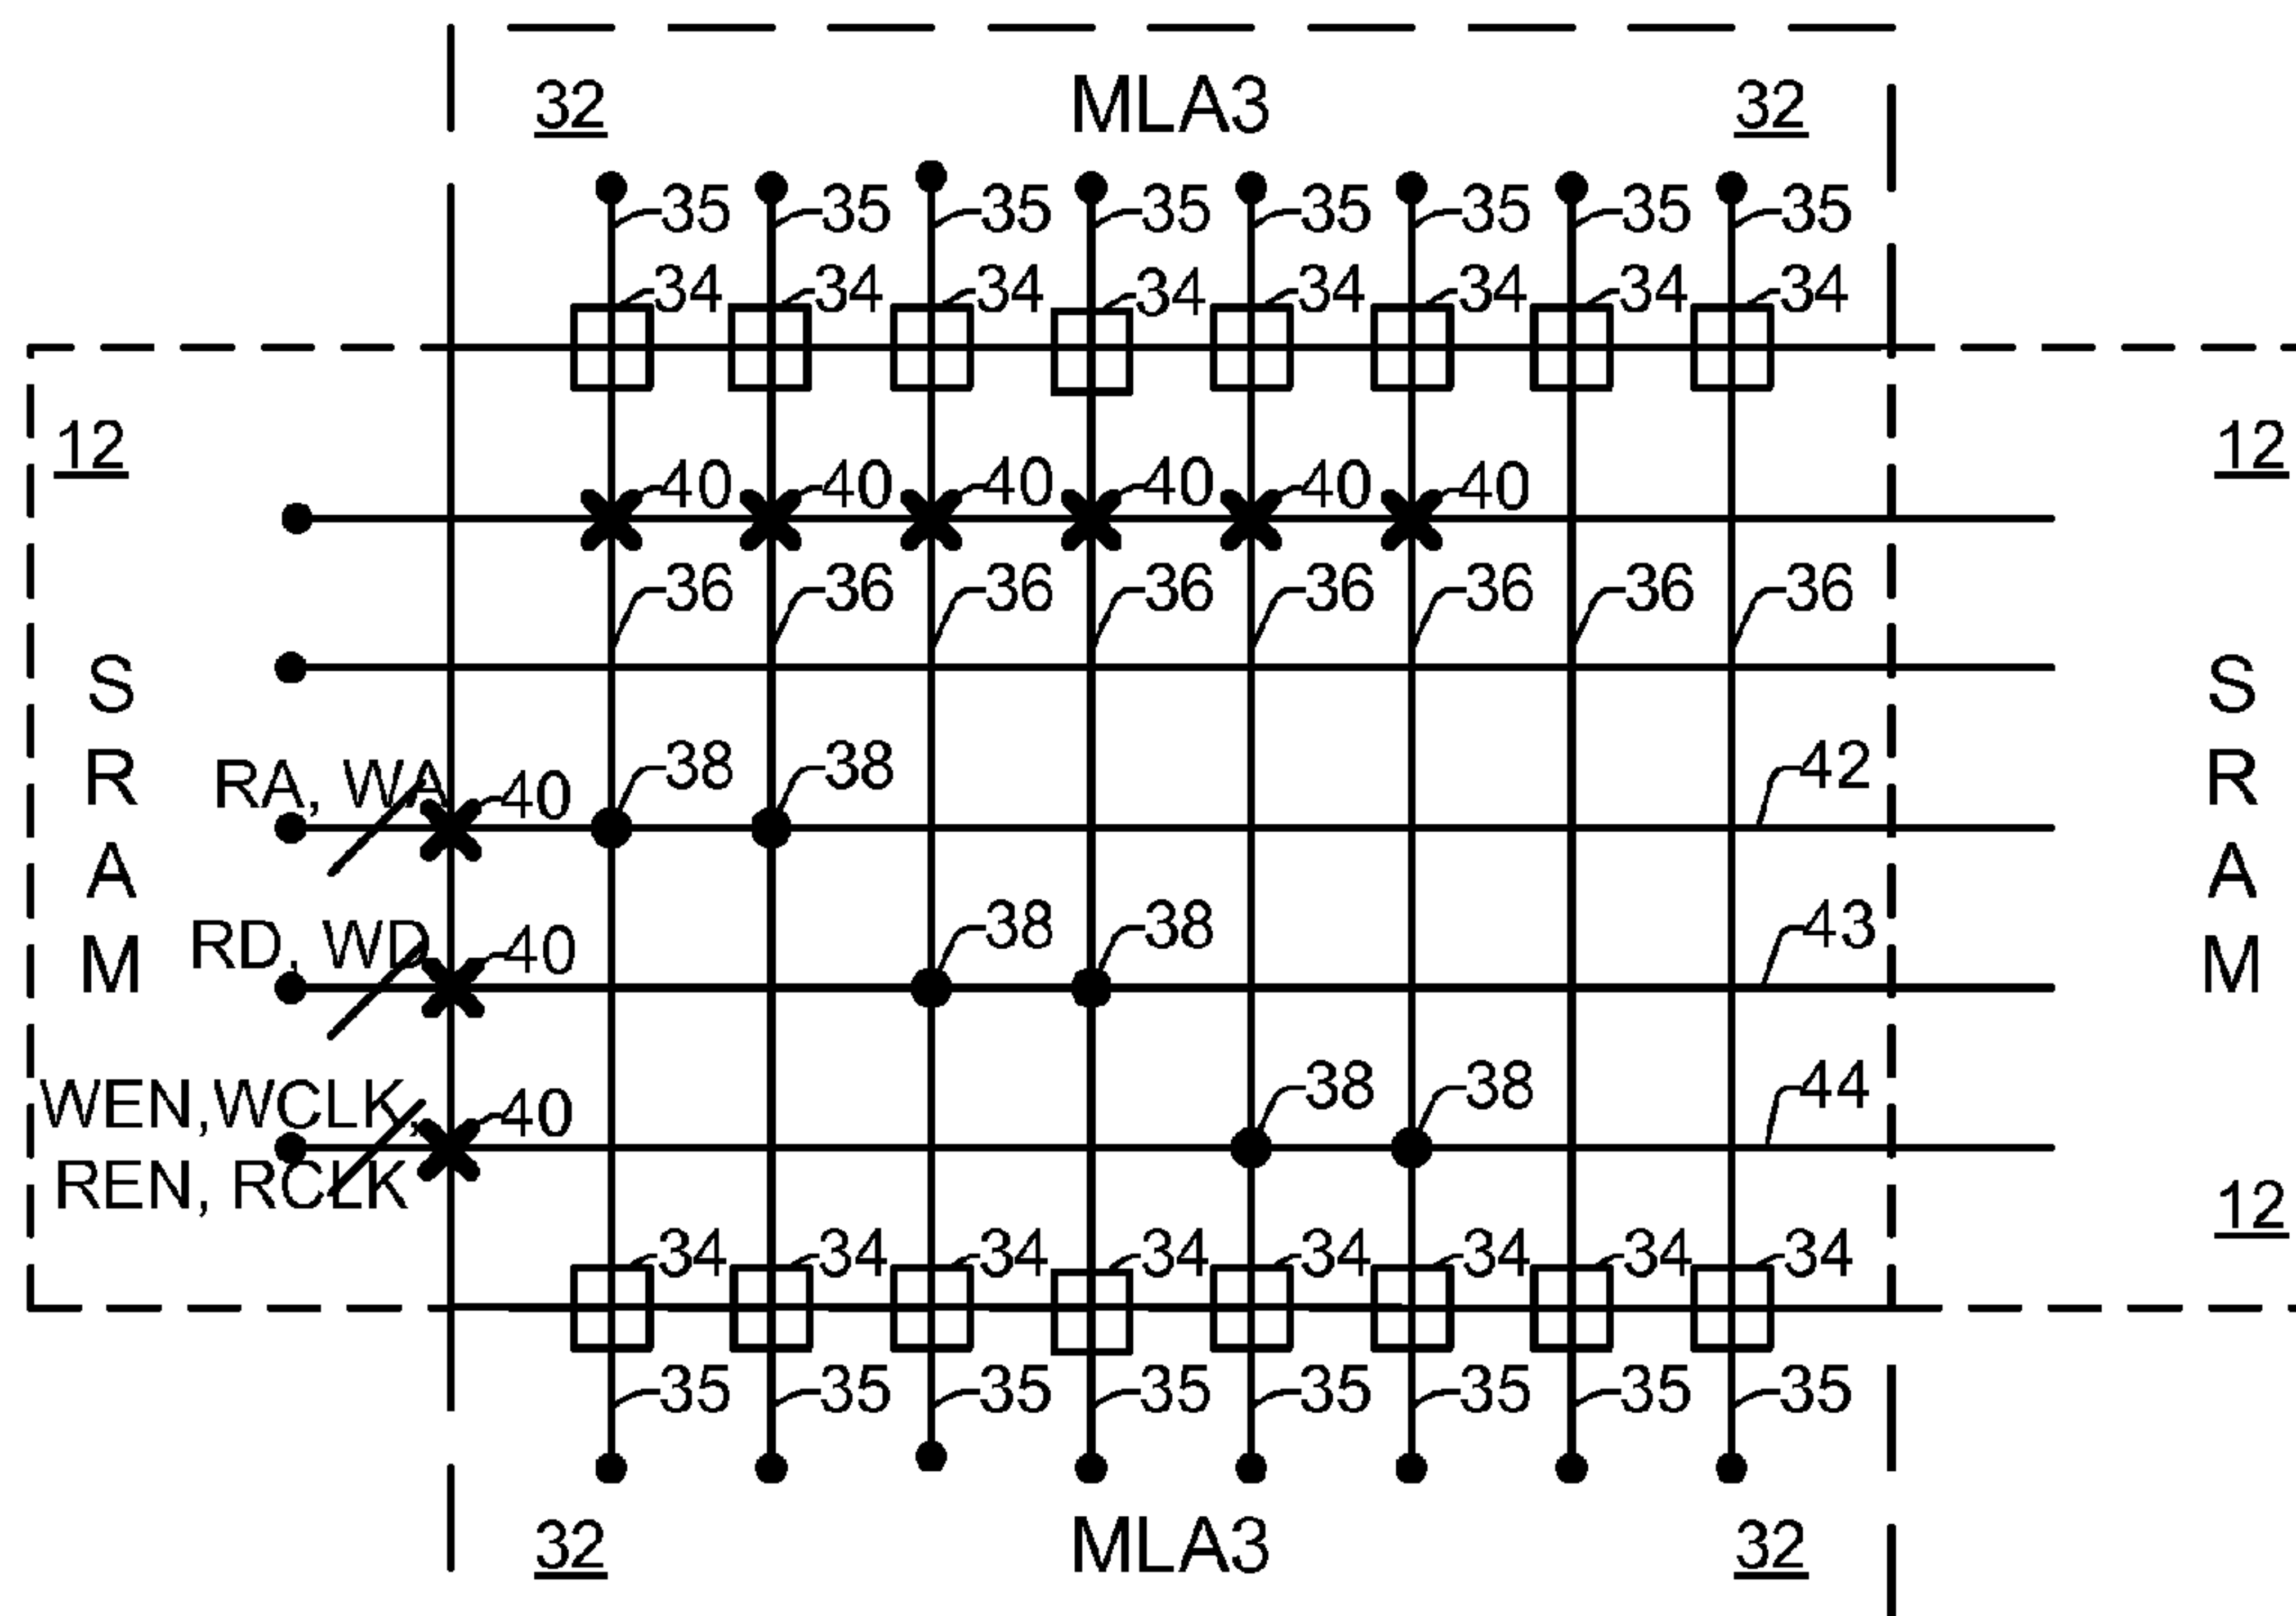 32 MLA3 32
35 35 35 35 35 35 35 35
34 34 34 34 34 34 34 34
12 12
40 40 40 40 40 40
36 36 36 36 36 36 36 36
S S
R R
A A
M M
RA, WA 40 38 38 42
RD, WD 40 38 38 43
WEN,WCLK, 40 38 38 44
REN, RCLK 12
34 34 34 34 34 34 34 34
35 35 35 35 35 35 35 35
32 MLA3 32